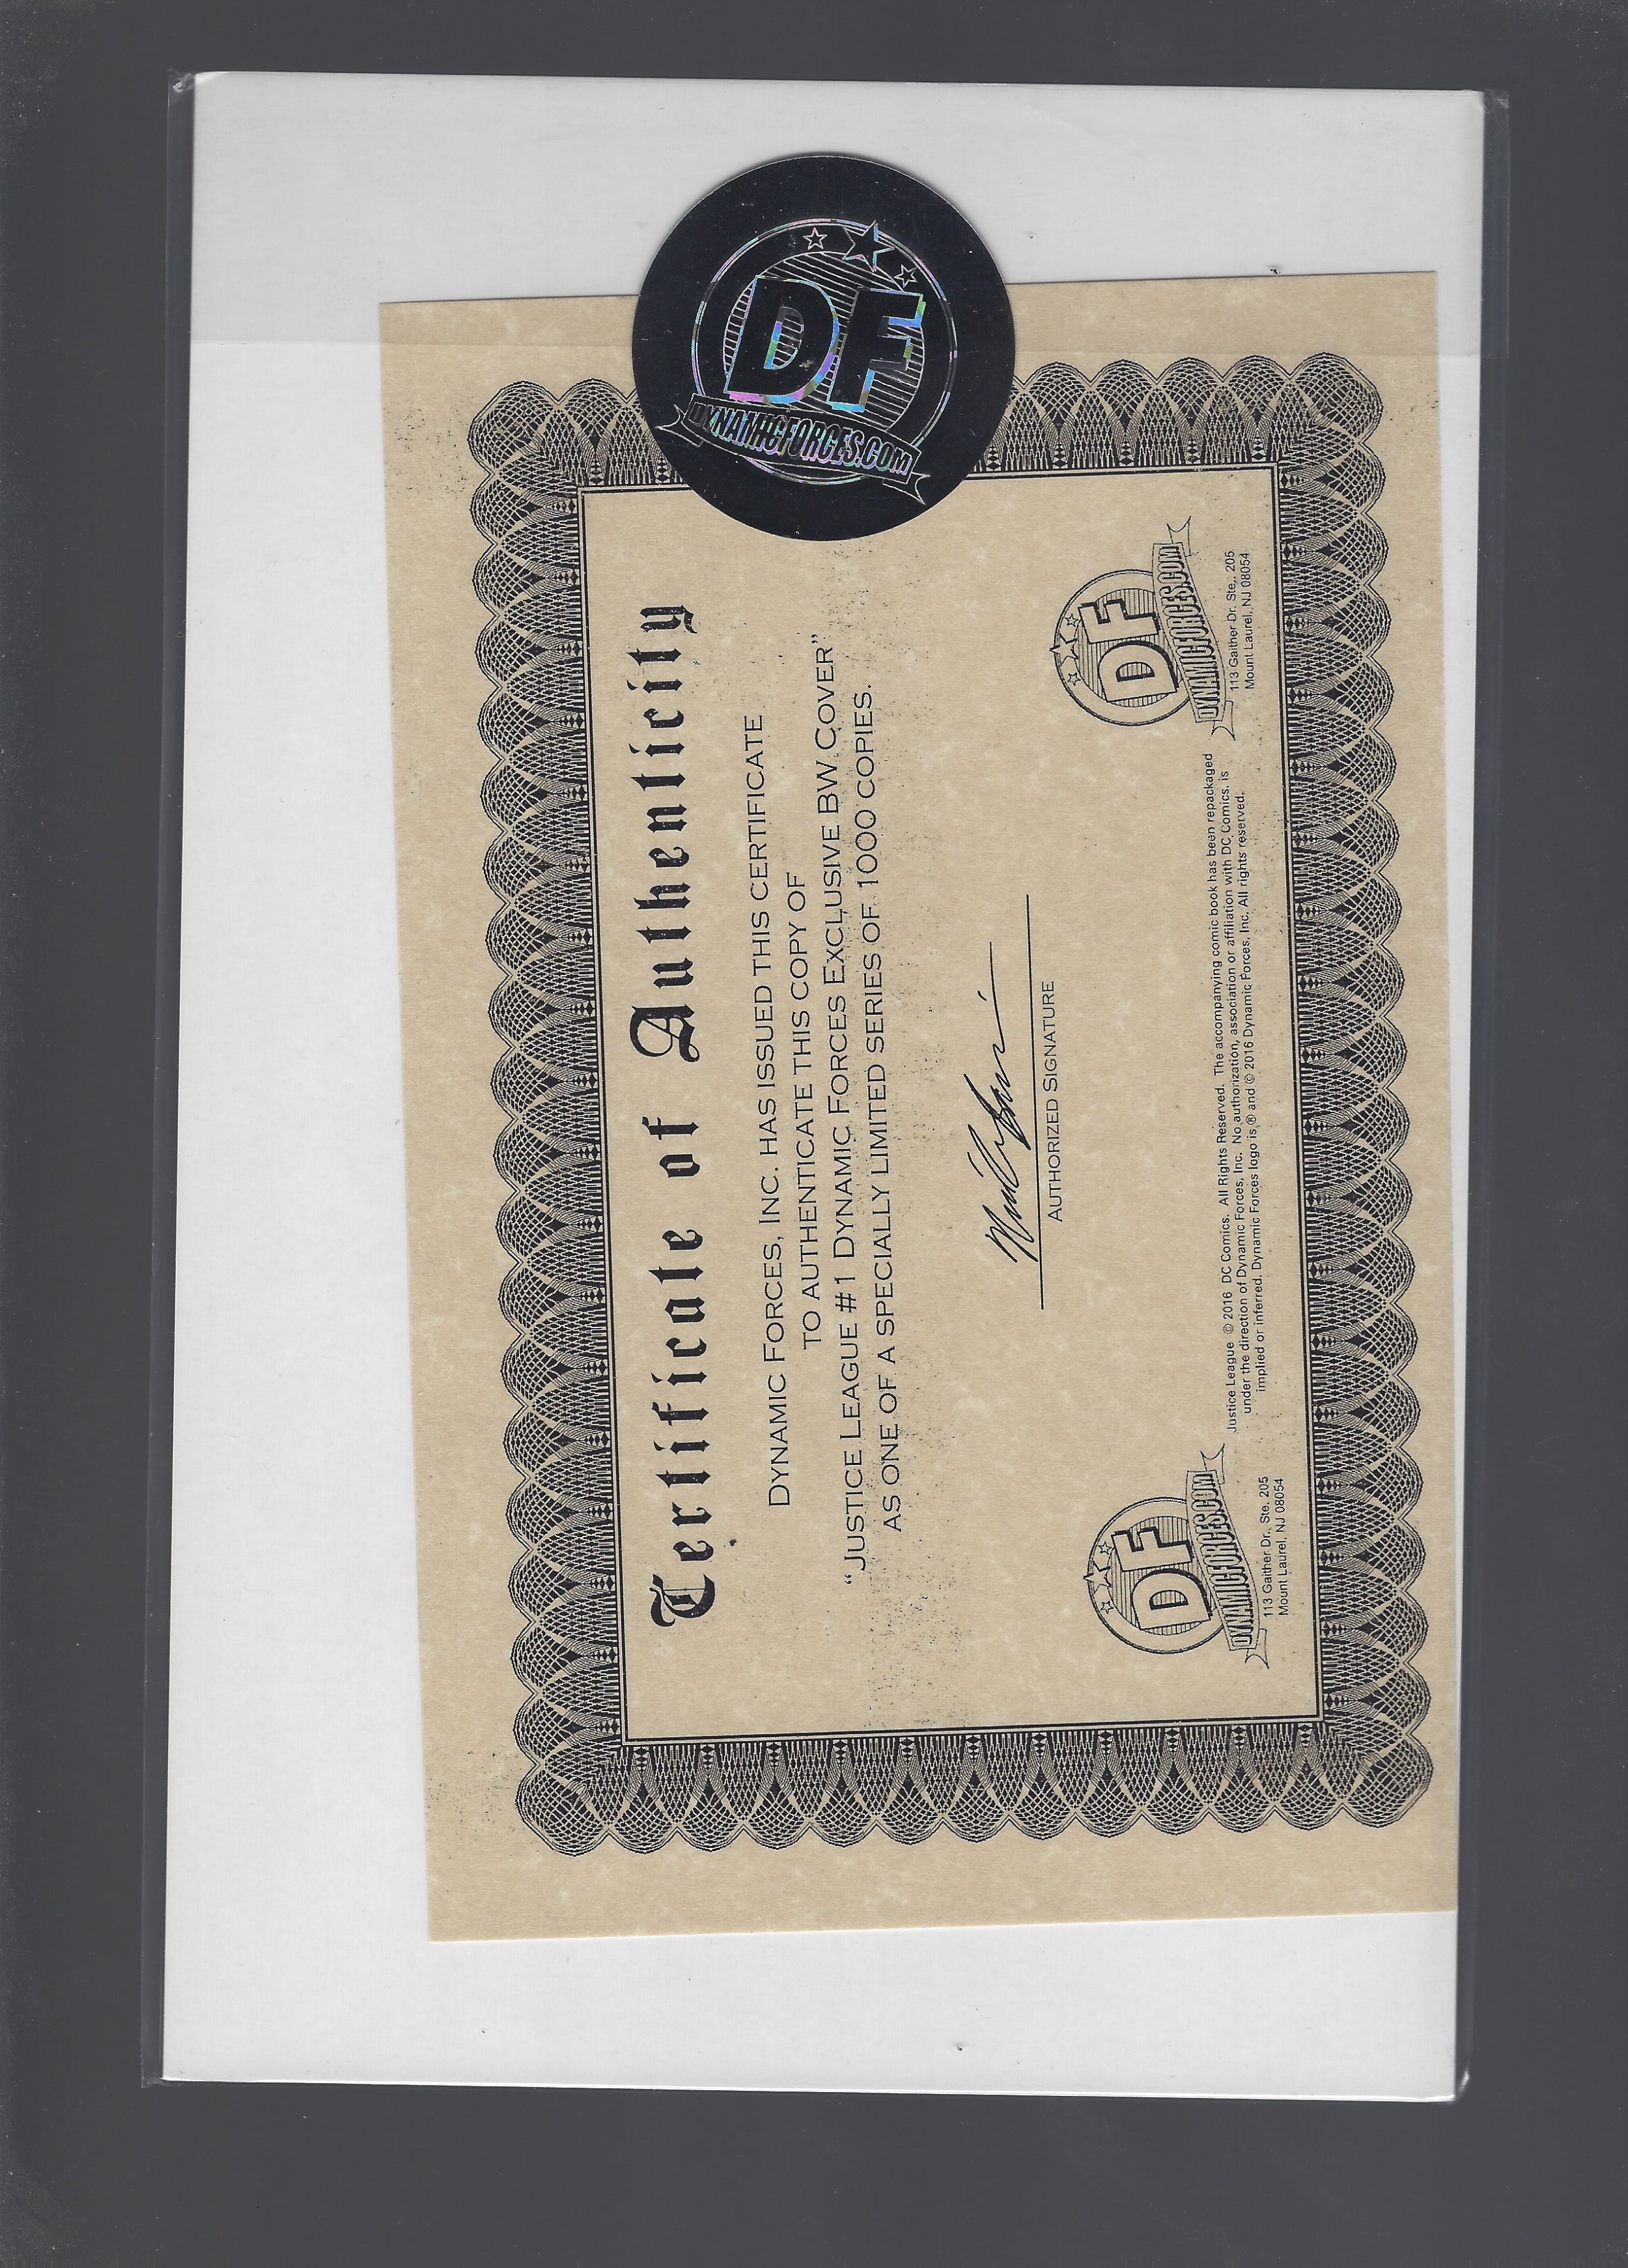 DF
DYNAMICFORCES.COM
Certificate of Authenticity
DYNAMIC FORCES, INC. HAS ISSUED THIS CERTIFICATE
TO AUTHENTICATE THIS COPY OF
“JUSTICE LEAGUE #1 DYNAMIC FORCES EXCLUSIVE BW COVER”
AS ONE OF A SPECIALLY LIMITED SERIES OF 1000 COPIES.
AUTHORIZED SIGNATURE
DF
DYNAMICFORCES.COM
113 Gaither Dr., Ste. 205
Mount Laurel, NJ 08054
Justice League © 2016 DC Comics. All Rights Reserved. The accompanying comic book has been repackaged
under the direction of Dynamic Forces, Inc. No authorization, association or affiliation with DC Comics. is
implied or inferred. Dynamic Forces logo is ® and © 2016 Dynamic Forces, Inc. All rights reserved.
DF
DYNAMICFORCES.COM
113 Gaither Dr. Ste., 205
Mount Laurel, NJ 08054